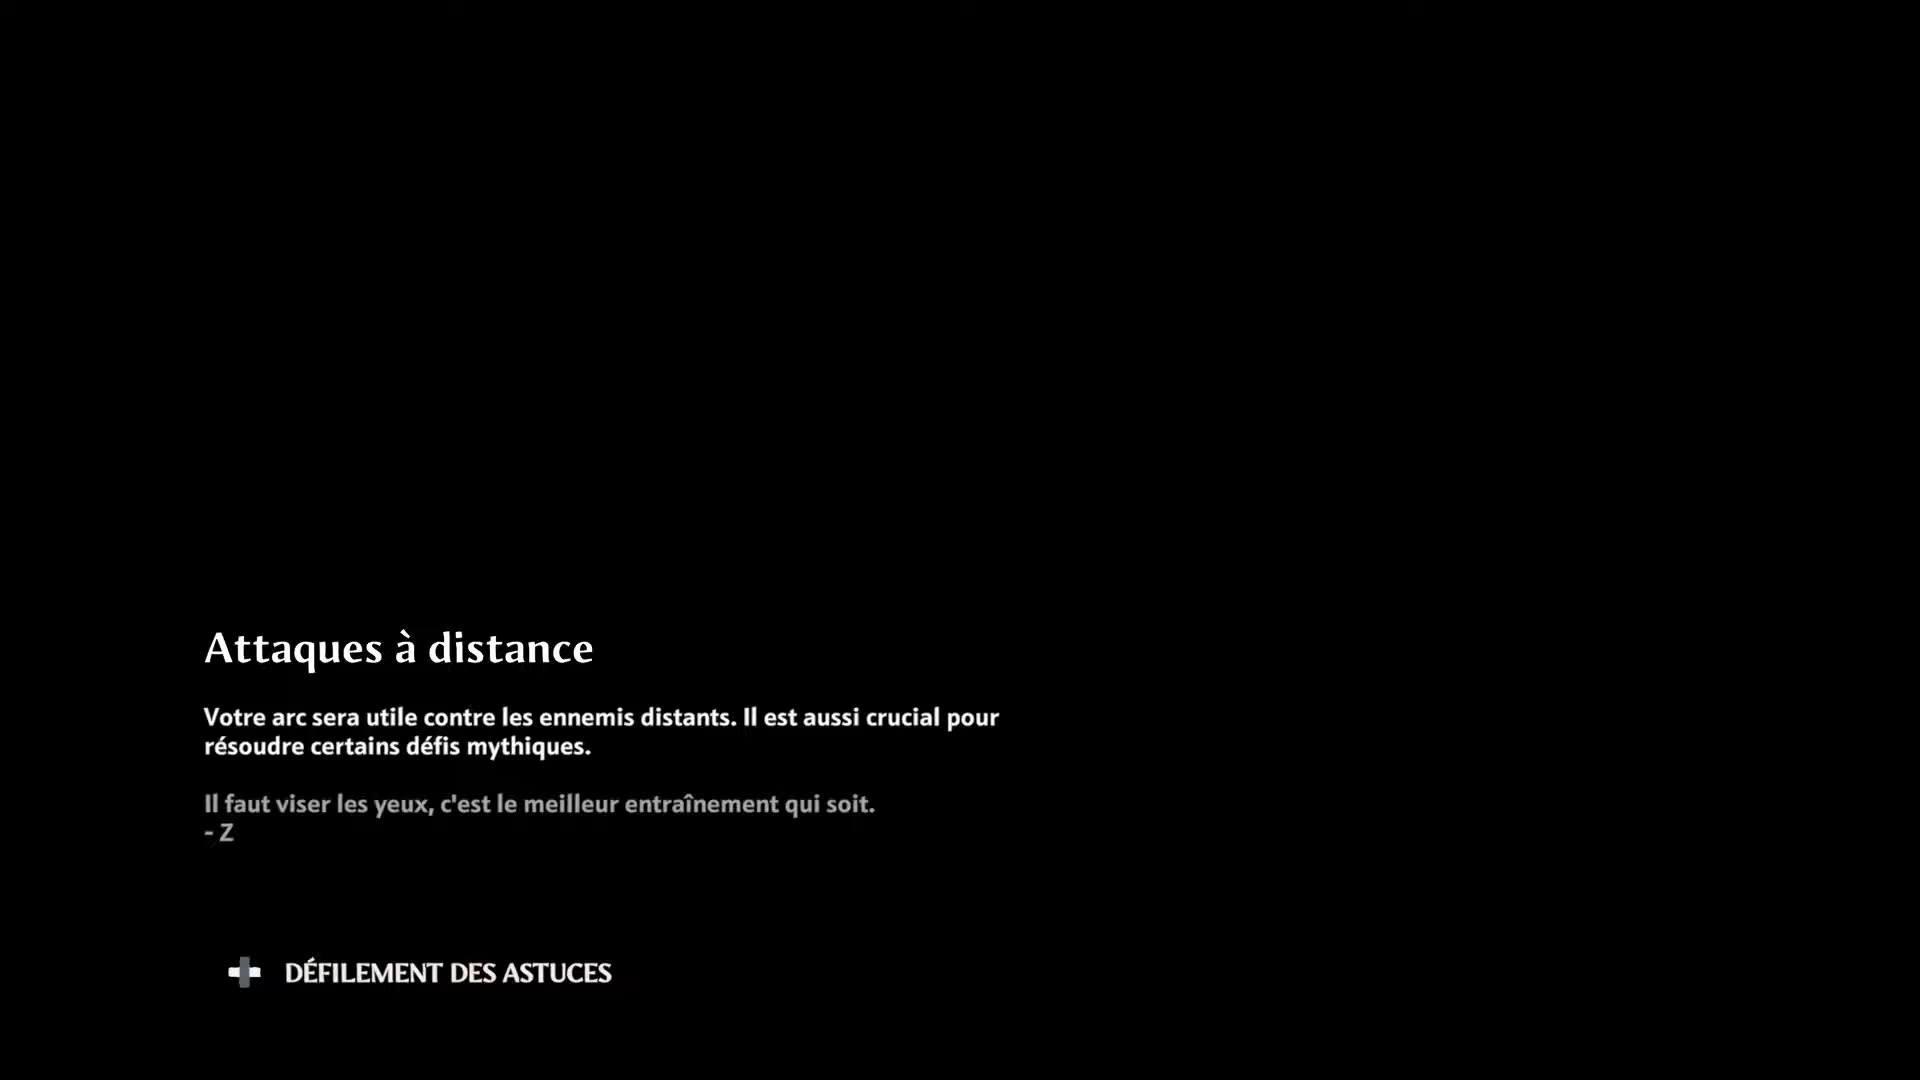 Attaques à distance
Votre arc sera utile contre les ennemis distants. Il est aussi crucial pour
résoudre certains défis mythiques.
Il faut viser les yeux, c'est le meilleur entraînement qui soit.
- Z
DÉFILEMENT DES ASTUCES